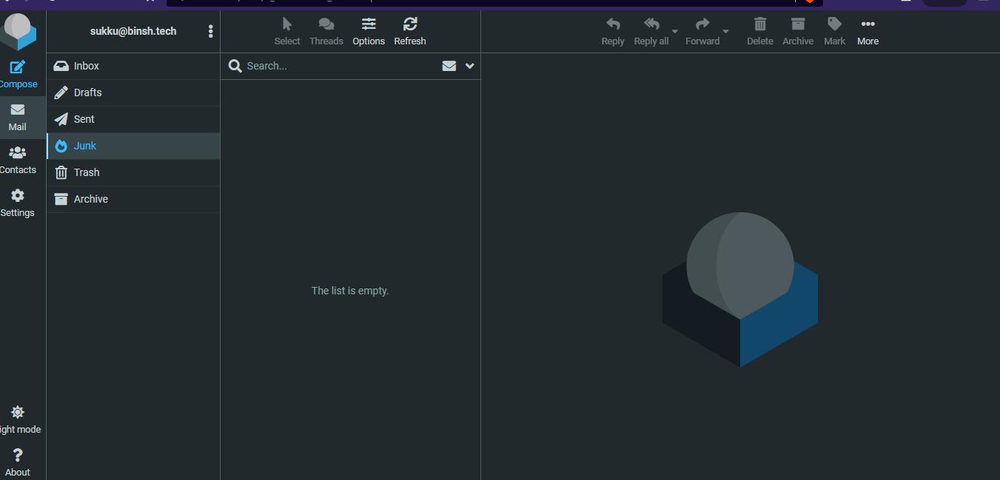 sukku@binsh.tech
Select
Threads
Options
Refresh
Reply
Reply all
Forward
Delete
Archive
Mark
More
Compose
Mail
Contacts
Settings
Inbox
Drafts
Sent
Junk
Trash
Archive
Search...
The list is empty.
ight mode
About